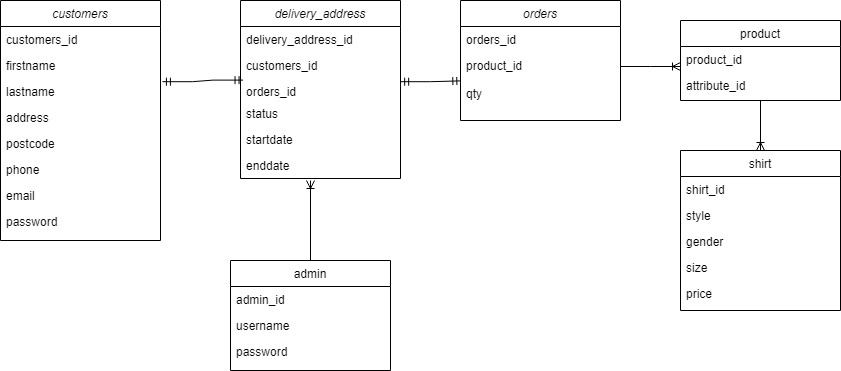 customers
customers_id
firstname
lastname
address
postcode
phone
email
password
delivery_address
delivery_address_id
customers_id
orders_id
status
startdate
enddate
orders
orders_id
product_id
qty
product
product_id
attribute_id
shirt
shirt_id
style
gender
size
price
admin
admin_id
username
password